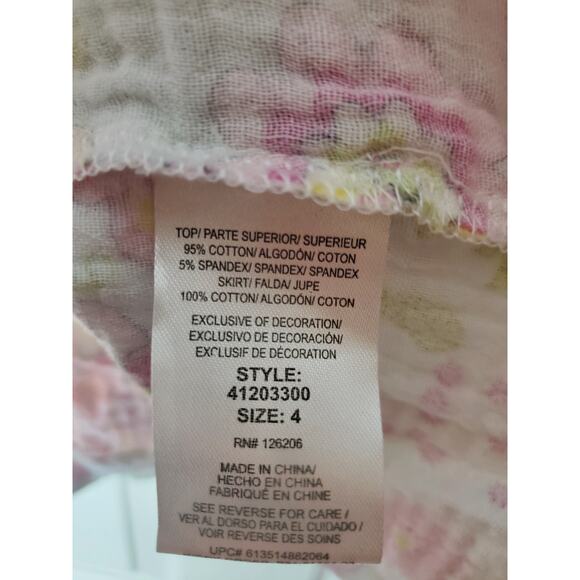 TOP/ PARTE SUPERIOR/ SUPERIEUR
95% COTTON/ ALGODÓN/ COTON
5% SPANDEX/ SPANDEX/ SPANDEX
SKIRT/ FALDA/ JUPE
100% COTTON/ ALGODÓN/ COTON
EXCLUSIVE OF DECORATION/
EXCLUSIVO DE DECORACIÓN/
EXCLUSIF DE DÉCORATION
STYLE:
41203300
SIZE: 4
RN# 126206
MADE IN CHINA/
HECHO EN CHINA/
FABRIQUÉ EN CHINE
SEE REVERSE FOR CARE /
VER AL DORSO PARA EL CUIDADO /
VOIR REVERSE DES SOINS
UPC# 613514882064